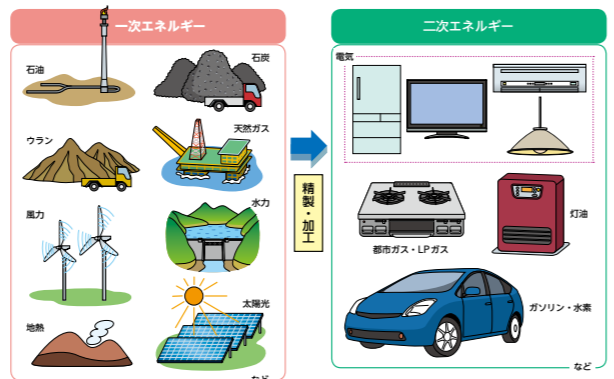 一次エネルギー
石油
石炭
ウラン
天然ガス
風力
水力
地熱
太陽光
など
精製・加工
二次エネルギー
電気
都市ガス・LPガス
灯油
ガソリン・水素
など